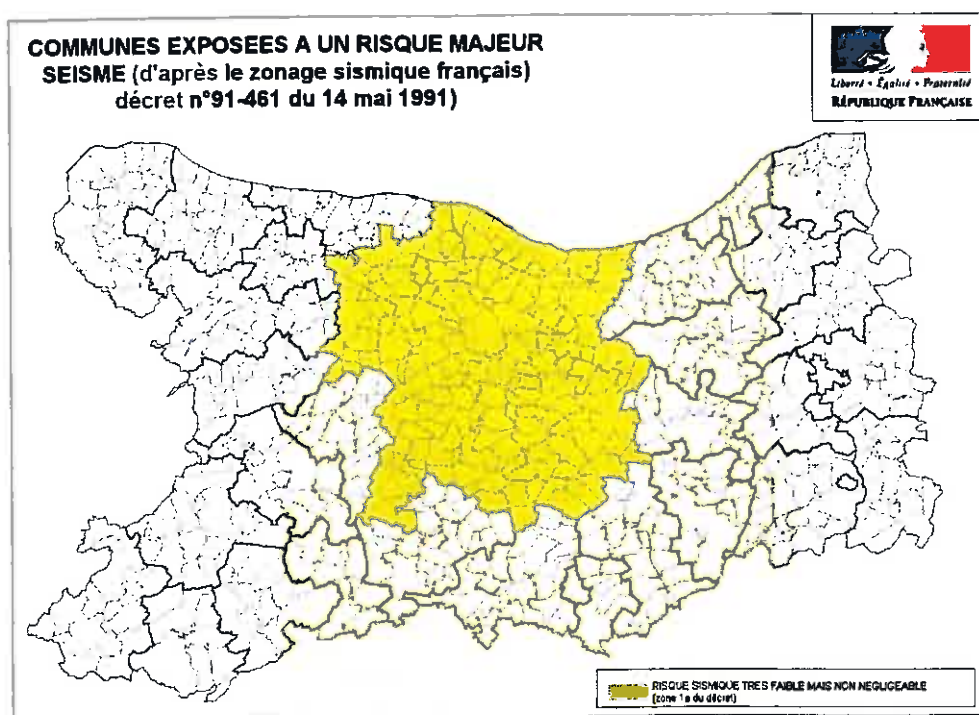 COMMUNES EXPOSEES A UN RISQUE MAJEUR
SEISME (d'après le zonage sismique français)
décret n°91-461 du 14 mai 1991)
Liberté • Égalité • Fraternité
RÉPUBLIQUE FRANÇAISE
RISQUE SISMIQUE TRES FAIBLE MAIS NON NEGLIGEABLE
(zone 1a du décret)